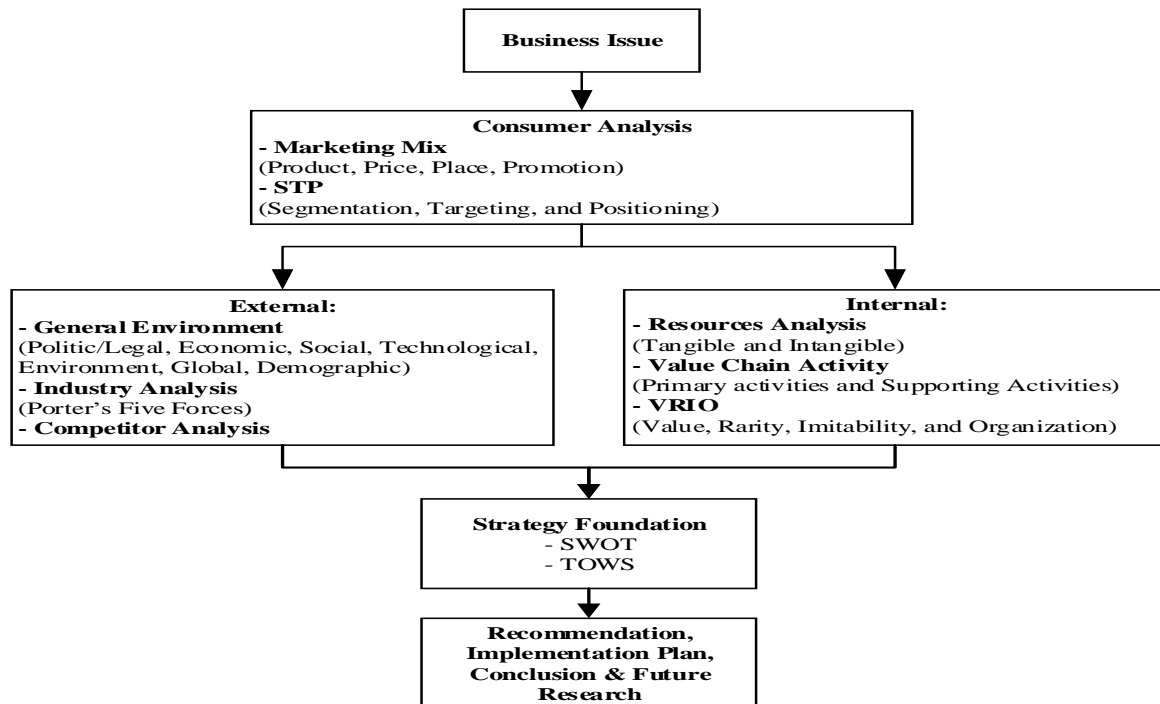 Business Issue
Consumer Analysis
- Marketing Mix
(Product, Price, Place, Promotion)
- STP
(Segmentation, Targeting, and Positioning)
External:
- General Environment
(Politic/Legal, Economic, Social, Technological,
Environment, Global, Demographic)
- Industry Analysis
(Porter's Five Forces)
- Competitor Analysis
Internal:
- Resources Analysis
(Tangible and Intangible)
- Value Chain Activity
(Primary activities and Supporting Activities)
- VRIO
(Value, Rarity, Imitability, and Organization)
Strategy Foundation
- SWOT
- TOWS
Recommendation,
Implementation Plan,
Conclusion & Future
Research